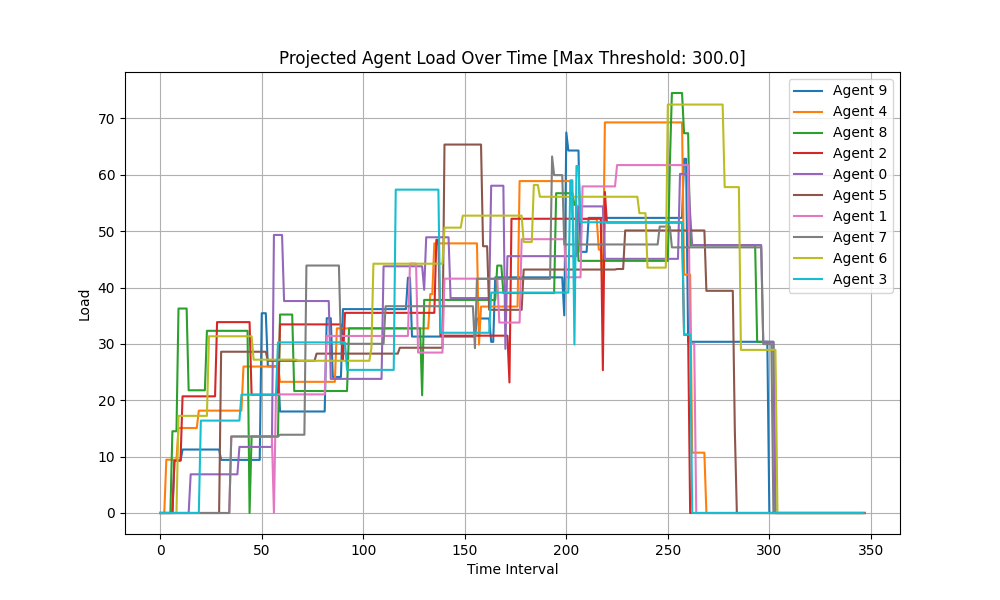 Projected Agent Load Over Time [Max Threshold: 300.0]
Load
70
60
50
40
30
20
10
0
0 50 100 150 200 250 300 350
Time Interval
Agent 9
Agent 4
Agent 8
Agent 2
Agent 0
Agent 5
Agent 1
Agent 7
Agent 6
Agent 3